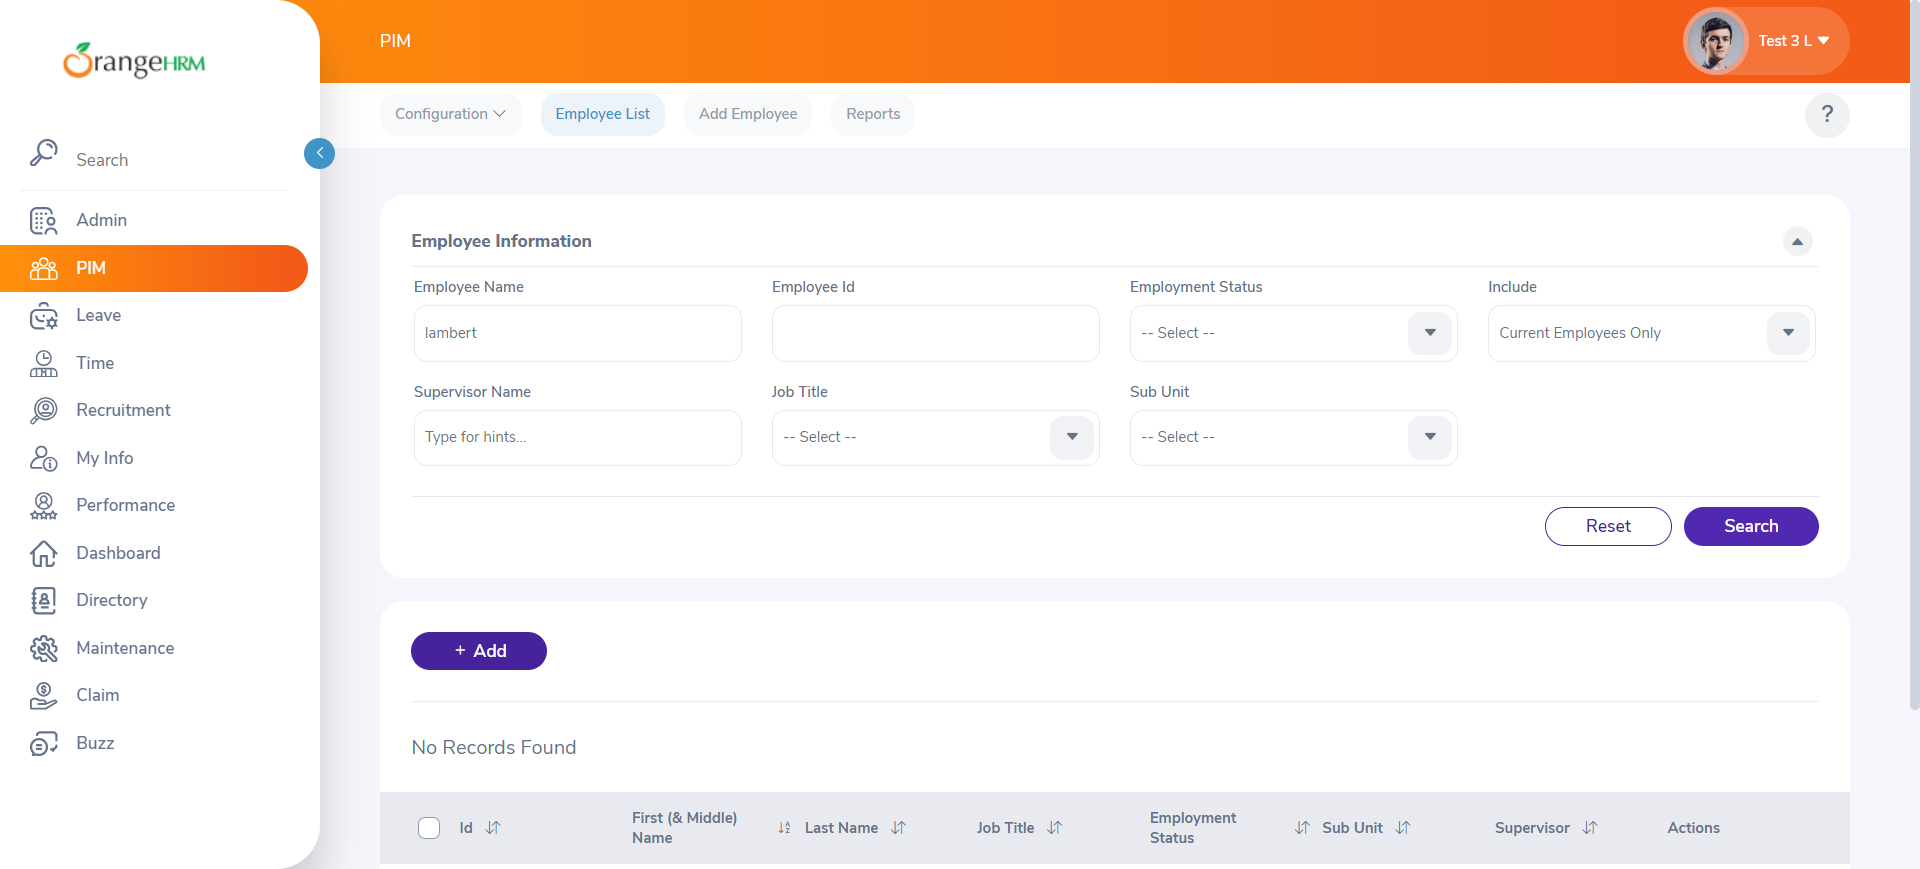 OrangeHRM
PIM
Test 3 L
Configuration
Employee List
Add Employee
Reports
?
Search
Admin
PIM
Leave
Time
Recruitment
My Info
Performance
Dashboard
Directory
Maintenance
Claim
Buzz
Employee Information
Employee Name
Employee Id
Employment Status
Include
lambert
-- Select --
Current Employees Only
Supervisor Name
Job Title
Sub Unit
Type for hints...
-- Select --
-- Select --
Reset
Search
+ Add
No Records Found
Id
First (& Middle)
Name
Last Name
Job Title
Employment
Status
Sub Unit
Supervisor
Actions